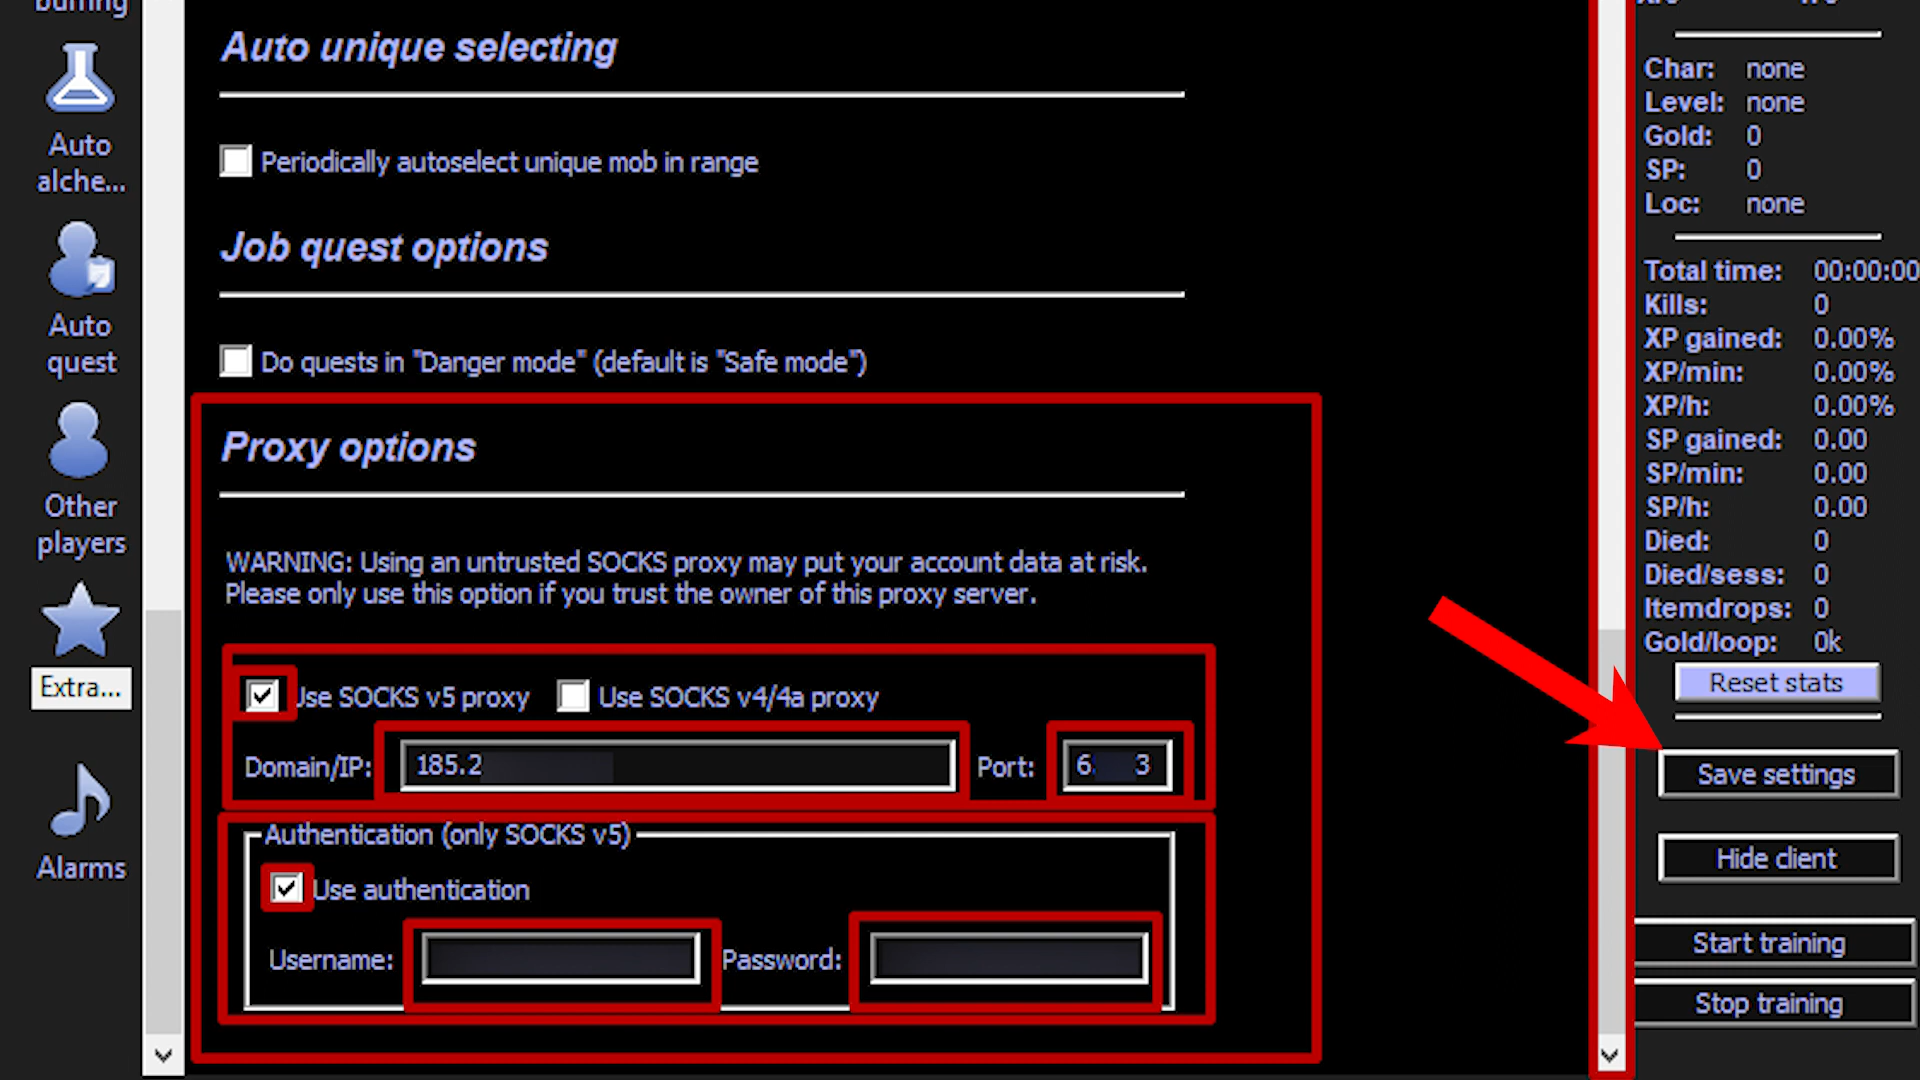 buffing
Auto
alche...
Auto
quest
Other
players
Extra...
Alarms
Auto unique selecting
Periodically autoselect unique mob in range
Job quest options
Do quests in "Danger mode" (default is "Safe mode")
Proxy options
WARNING: Using an untrusted SOCKS proxy may put your account data at risk.
Please only use this option if you trust the owner of this proxy server.
Use SOCKS v5 proxy Use SOCKS v4/4a proxy
Domain/IP: 185.2 Port: 6 3
Authentication (only SOCKS v5)
Use authentication
Username: Password:
Char: none
Level: none
Gold: 0
SP: 0
Loc: none
Total time: 00:00:00
Kills: 0
XP gained: 0.00%
XP/min: 0.00%
XP/h: 0.00%
SP gained: 0.00
SP/min: 0.00
SP/h: 0.00
Died: 0
Died/sess: 0
Itemdrops: 0
Gold/loop: 0k
Reset stats
Save settings
Hide client
Start training
Stop training